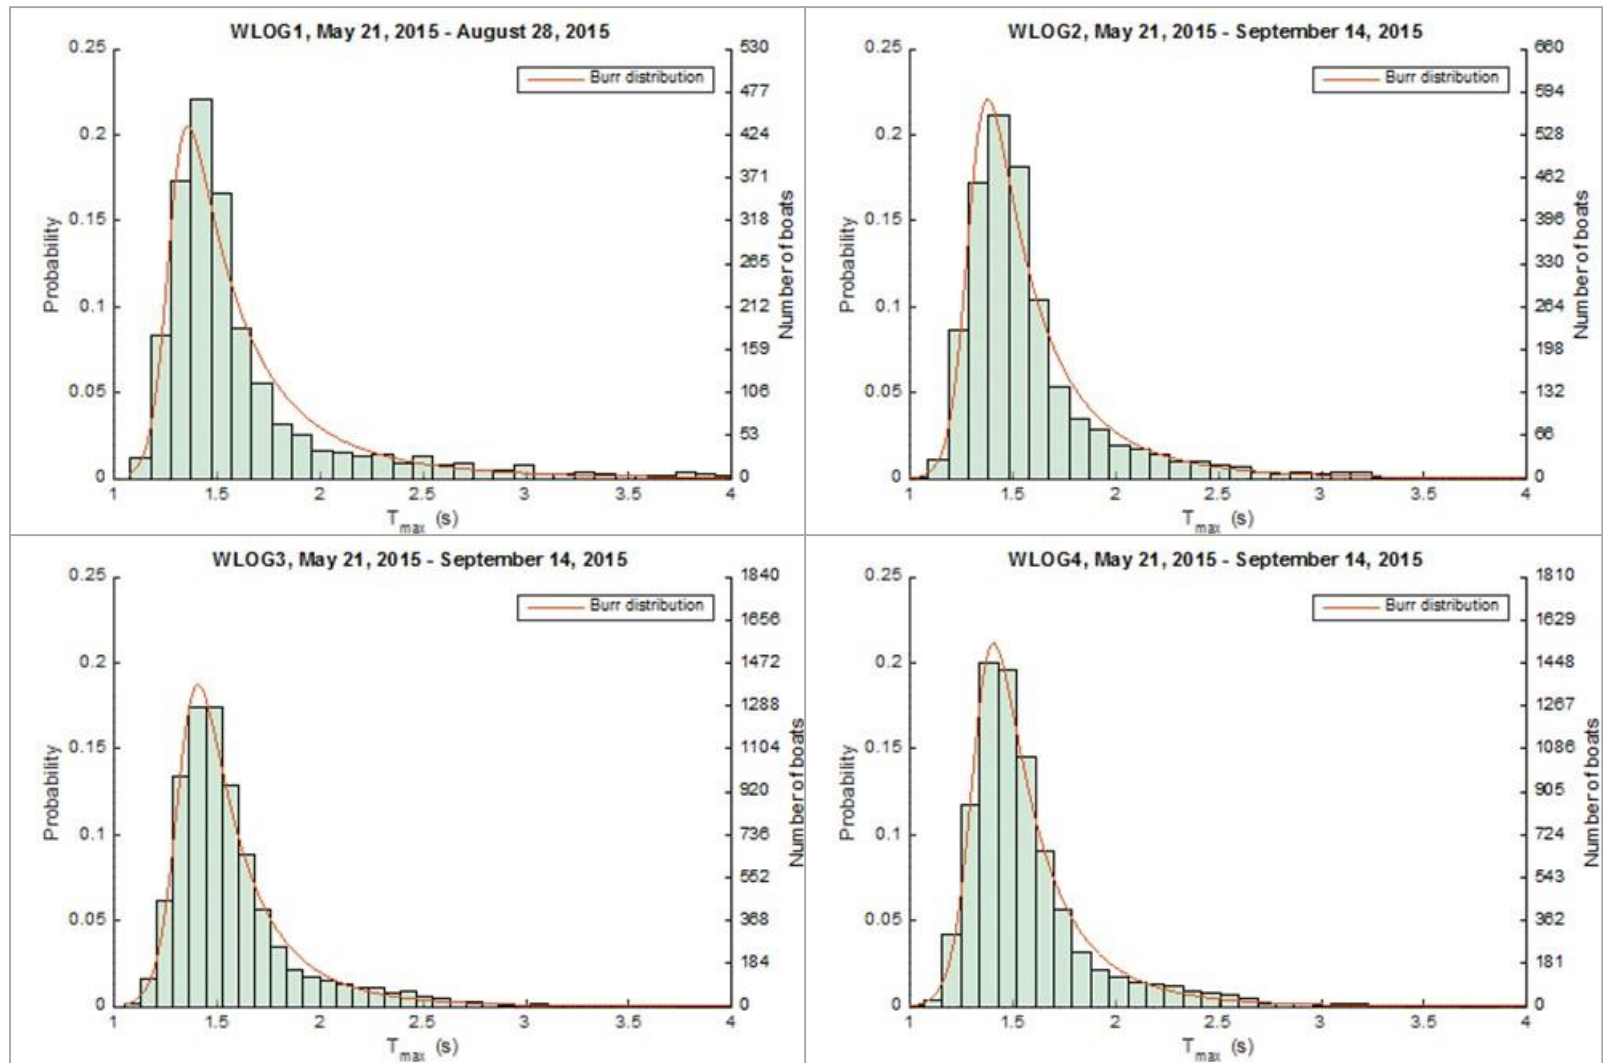 WLOG1, May 21, 2015 - August 28, 2015
Burr distribution
Probability
0.25
0.2
0.15
0.1
0.05
0
530
477
424
371
318
265
212
159
106
53
0
Number of boats
1 1.5 2 2.5 3 3.5 4
Tmax (s)
WLOG2, May 21, 2015 - September 14, 2015
Burr distribution
Probability
0.25
0.2
0.15
0.1
0.05
0
660
594
528
462
396
330
264
198
132
66
0
Number of boats
1 1.5 2 2.5 3 3.5 4
Tmax (s)
WLOG3, May 21, 2015 - September 14, 2015
Burr distribution
Probability
0.25
0.2
0.15
0.1
0.05
0
1840
1656
1472
1288
1104
920
736
552
368
184
0
Number of boats
1 1.5 2 2.5 3 3.5 4
Tmax (s)
WLOG4, May 21, 2015 - September 14, 2015
Burr distribution
Probability
0.25
0.2
0.15
0.1
0.05
0
1810
1629
1448
1267
1086
905
724
543
362
181
0
Number of boats
1 1.5 2 2.5 3 3.5 4
Tmax (s)